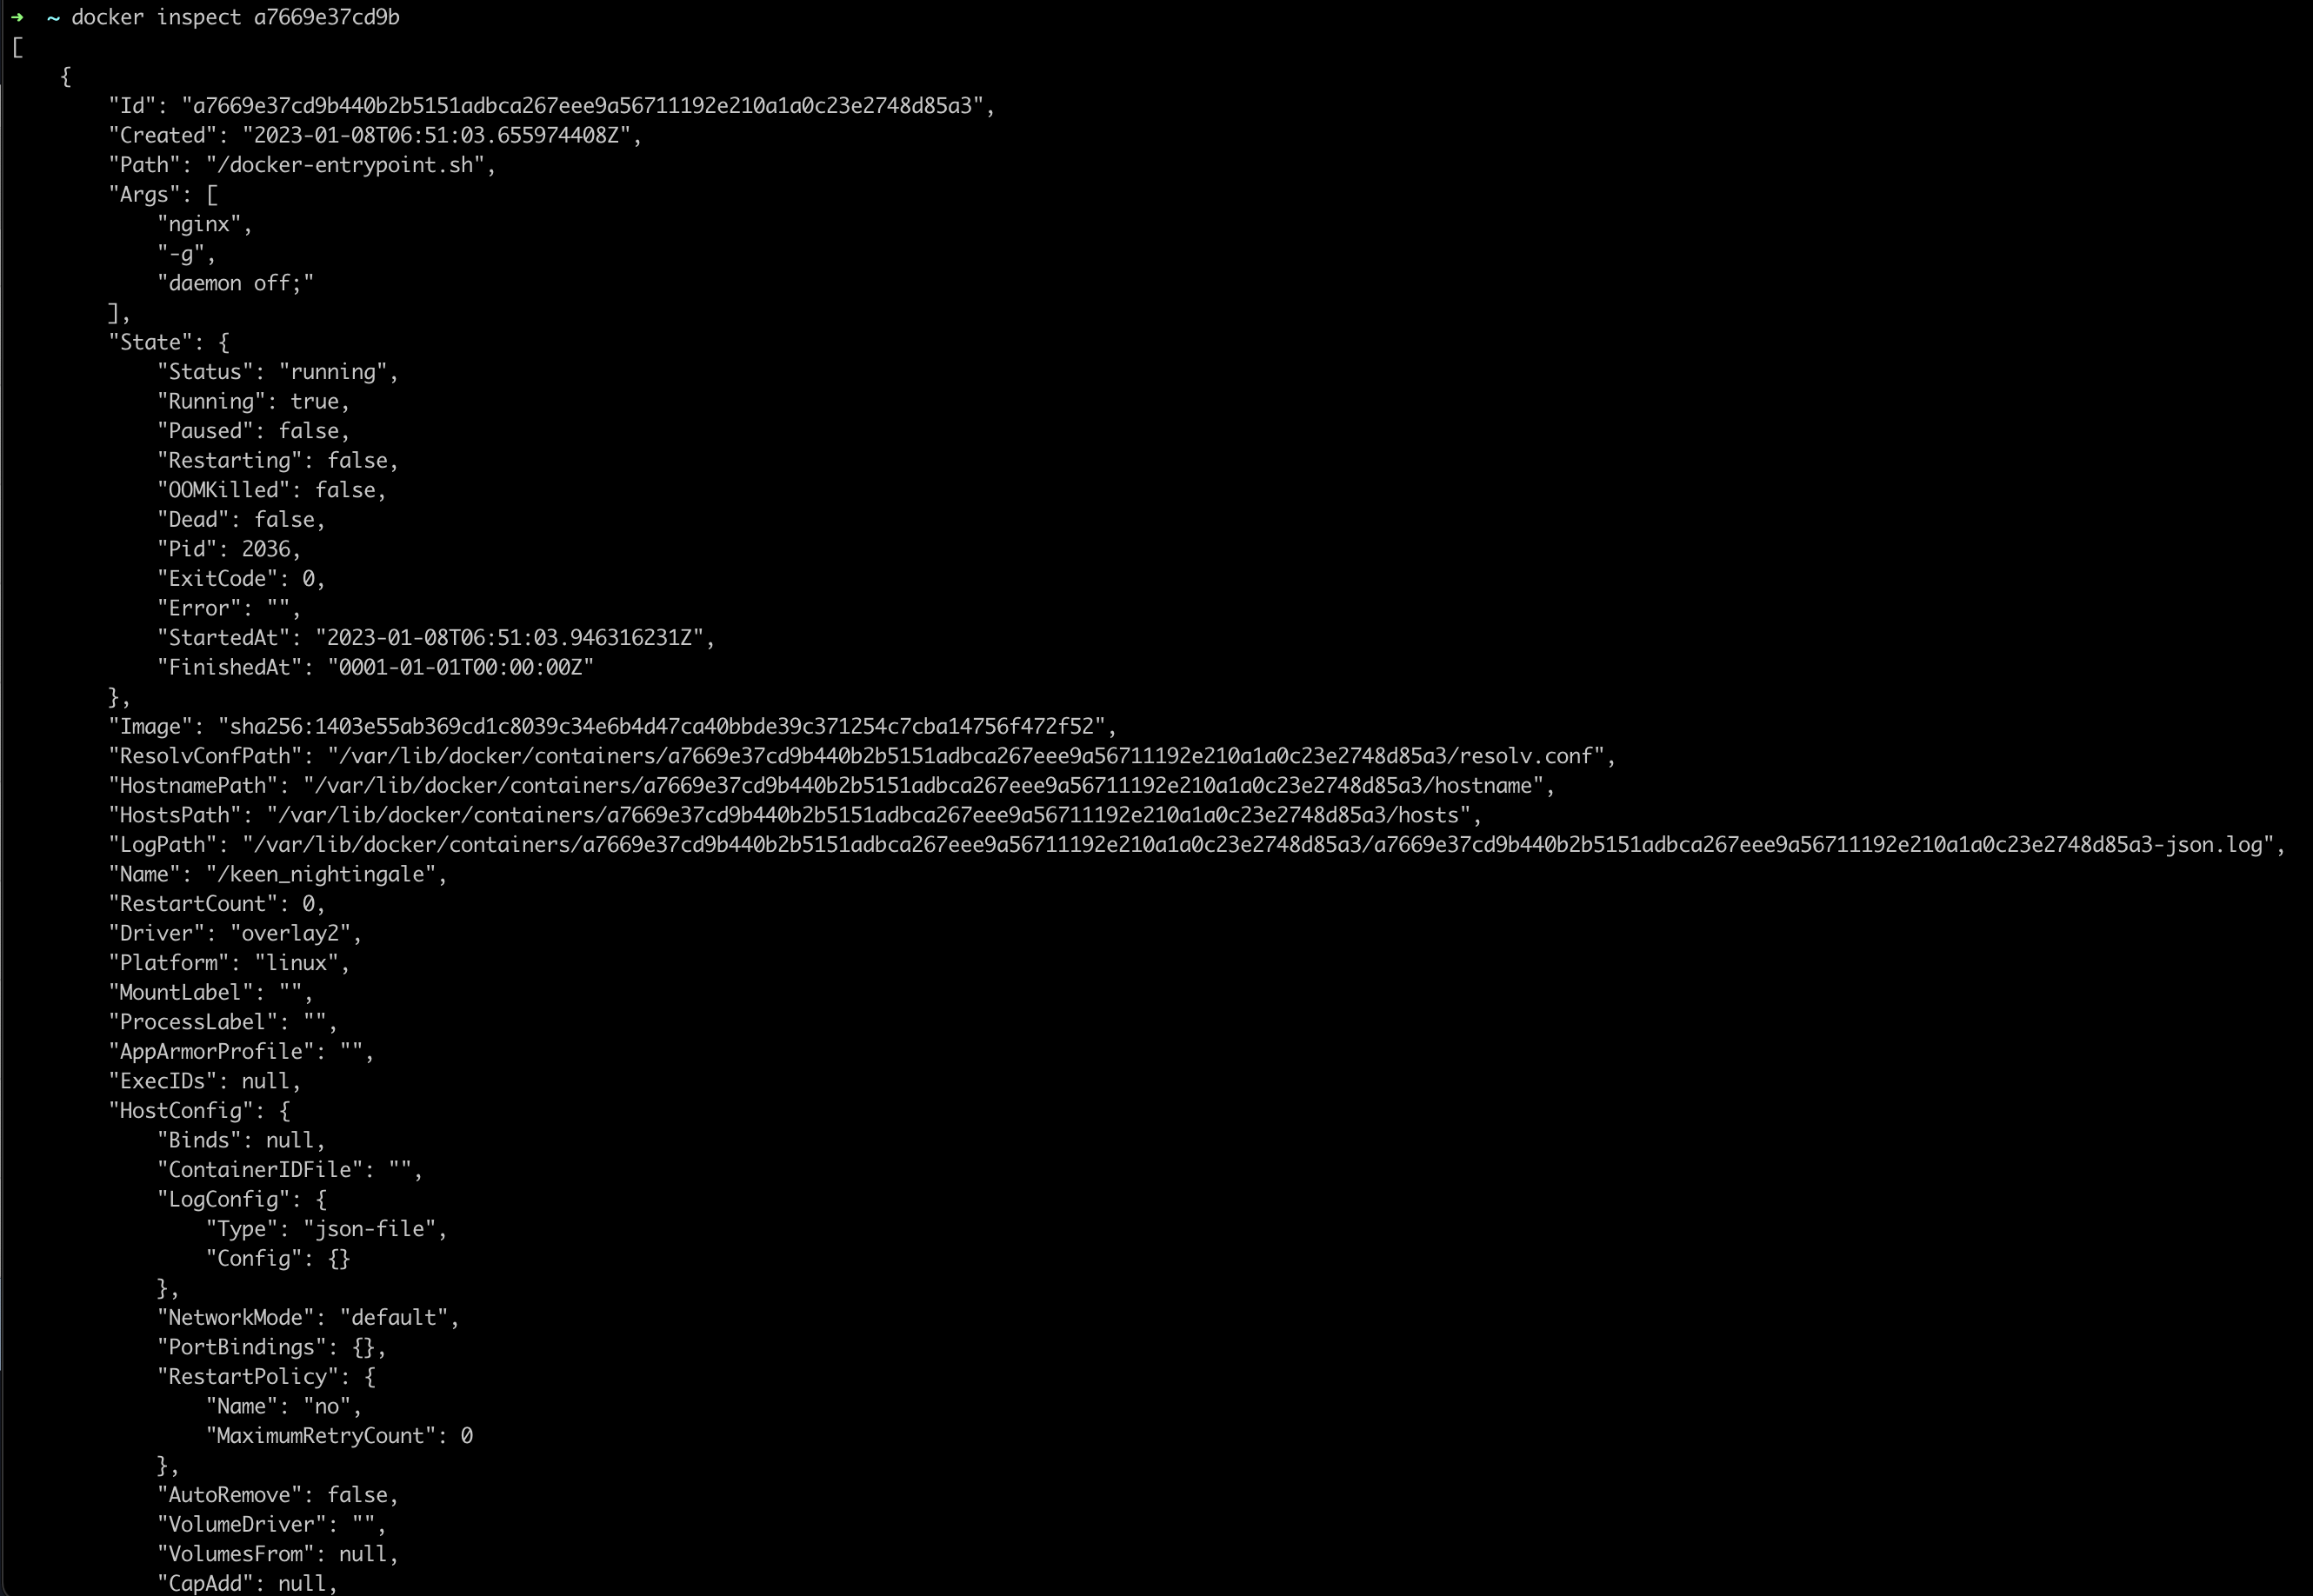 ➜  ~ docker inspect a7669e37cd9b
[
    {
        "Id": "a7669e37cd9b440b2b5151adbca267eee9a56711192e210a1a0c23e2748d85a3",
        "Created": "2023-01-08T06:51:03.655974408Z",
        "Path": "/docker-entrypoint.sh",
        "Args": [
            "nginx",
            "-g",
            "daemon off;"
        ],
        "State": {
            "Status": "running",
            "Running": true,
            "Paused": false,
            "Restarting": false,
            "OOMKilled": false,
            "Dead": false,
            "Pid": 2036,
            "ExitCode": 0,
            "Error": "",
            "StartedAt": "2023-01-08T06:51:03.946316231Z",
            "FinishedAt": "0001-01-01T00:00:00Z"
        },
        "Image": "sha256:1403e55ab369cd1c8039c34e6b4d47ca40bbde39c371254c7cba14756f472f52",
        "ResolvConfPath": "/var/lib/docker/containers/a7669e37cd9b440b2b5151adbca267eee9a56711192e210a1a0c23e2748d85a3/resolv.conf",
        "HostnamePath": "/var/lib/docker/containers/a7669e37cd9b440b2b5151adbca267eee9a56711192e210a1a0c23e2748d85a3/hostname",
        "HostsPath": "/var/lib/docker/containers/a7669e37cd9b440b2b5151adbca267eee9a56711192e210a1a0c23e2748d85a3/hosts",
        "LogPath": "/var/lib/docker/containers/a7669e37cd9b440b2b5151adbca267eee9a56711192e210a1a0c23e2748d85a3/a7669e37cd9b440b2b5151adbca267eee9a56711192e210a1a0c23e2748d85a3-json.log",
        "Name": "/keen_nightingale",
        "RestartCount": 0,
        "Driver": "overlay2",
        "Platform": "linux",
        "MountLabel": "",
        "ProcessLabel": "",
        "AppArmorProfile": "",
        "ExecIDs": null,
        "HostConfig": {
            "Binds": null,
            "ContainerIDFile": "",
            "LogConfig": {
                "Type": "json-file",
                "Config": {}
            },
            "NetworkMode": "default",
            "PortBindings": {},
            "RestartPolicy": {
                "Name": "no",
                "MaximumRetryCount": 0
            },
            "AutoRemove": false,
            "VolumeDriver": "",
            "VolumesFrom": null,
            "CapAdd": null,